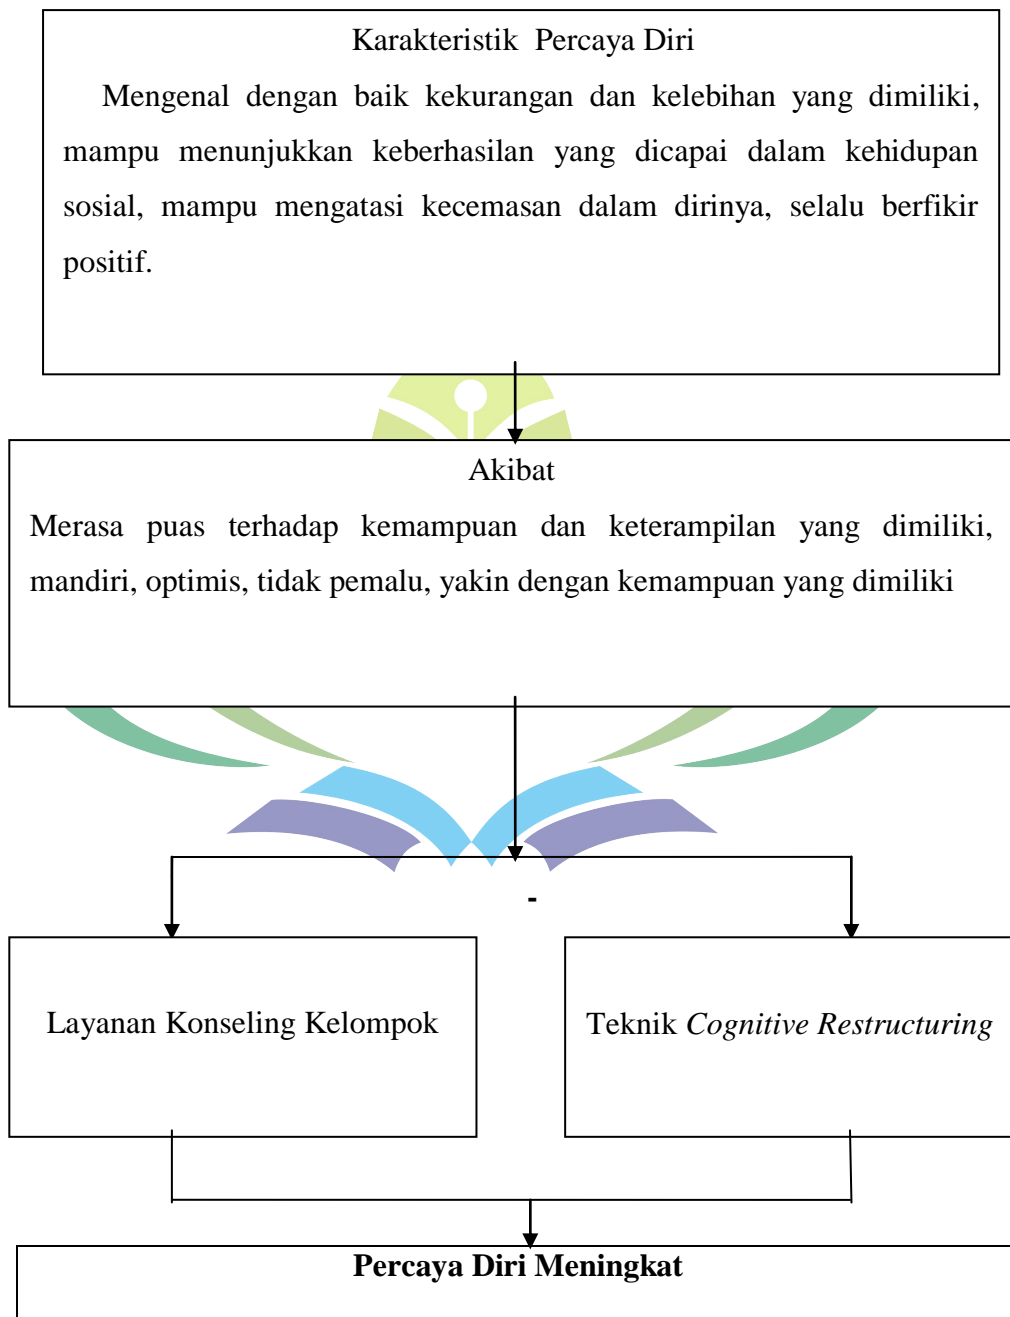 Karakteristik Percaya Diri
Mengenal dengan baik kekurangan dan kelebihan yang dimiliki,
mampu menunjukkan keberhasilan yang dicapai dalam kehidupan
sosial, mampu mengatasi kecemasan dalam dirinya, selalu berfikir
positif.
Akibat
Merasa puas terhadap kemampuan dan keterampilan yang dimiliki,
mandiri, optimis, tidak pemalu, yakin dengan kemampuan yang dimiliki
-
Layanan Konseling Kelompok
Teknik Cognitive Restructuring
Percaya Diri Meningkat